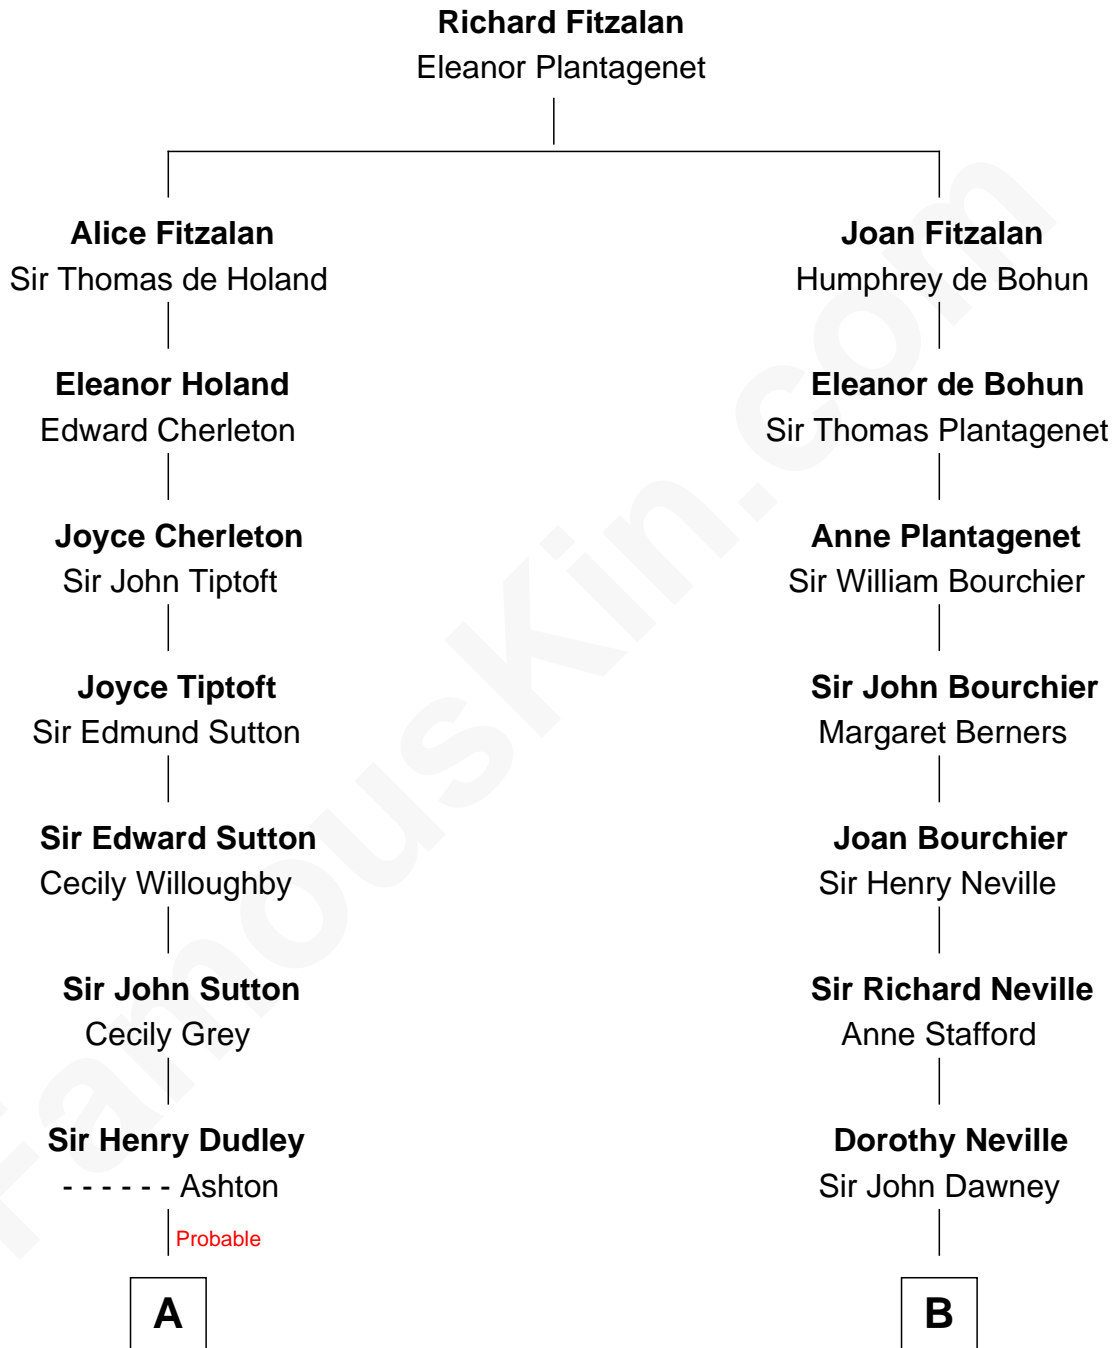 Richard Fitzalan
Eleanor Plantagenet
Alice Fitzalan
Sir Thomas de Holand
Joan Fitzalan
Humphrey de Bohun
Eleanor Holand
Edward Cherleton
Eleanor de Bohun
Sir Thomas Plantagenet
Joyce Cherleton
Sir John Tiptoft
Anne Plantagenet
Sir William Bourchier
Joyce Tiptoft
Sir Edmund Sutton
Sir John Bourchier
Margaret Berners
Sir Edward Sutton
Cecily Willoughby
Joan Bourchier
Sir Henry Neville
Sir John Sutton
Cecily Grey
Sir Richard Neville
Anne Stafford
Sir Henry Dudley
- - - - - - Ashton
Probable
Dorothy Neville
Sir John Dawney
A
B
FamousKin.com